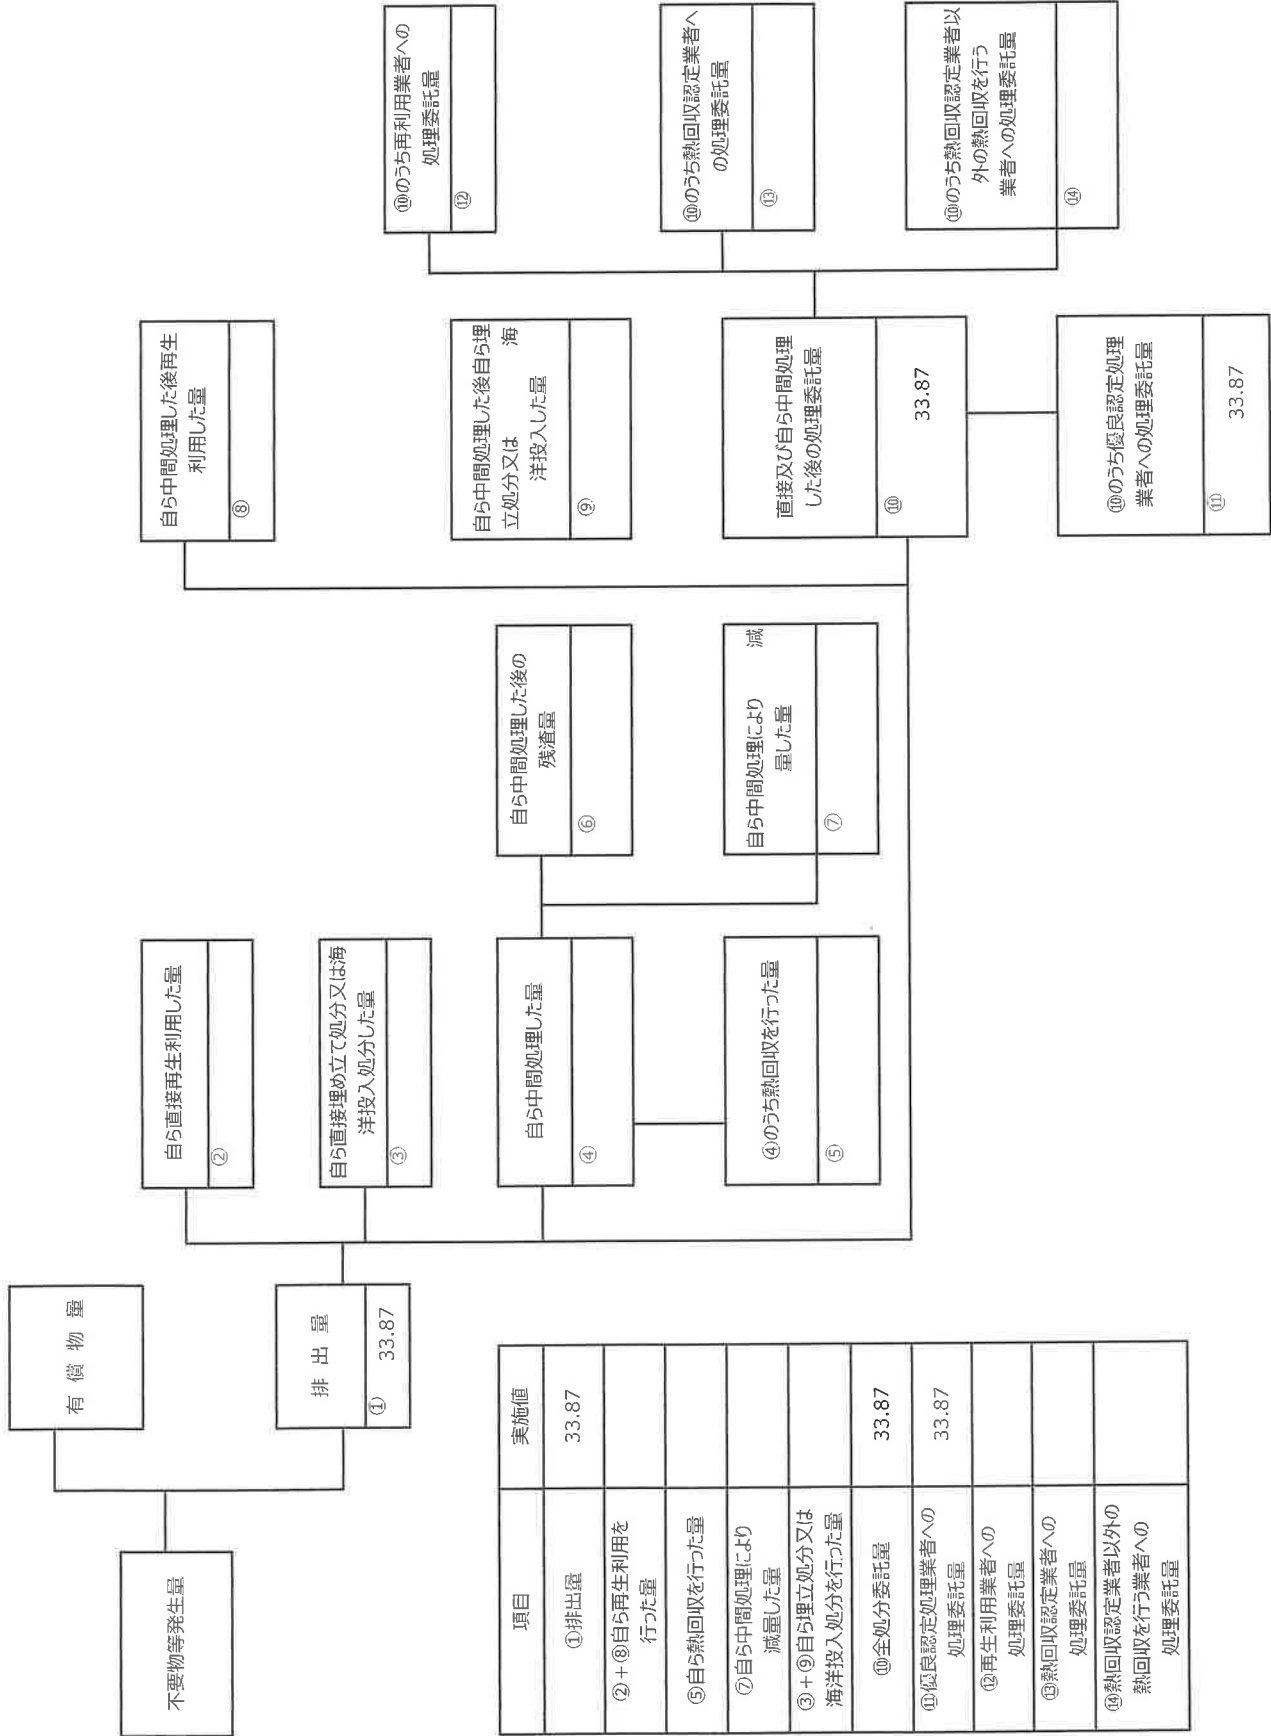 不要物等発生量
有償物量
排出量
①
33.87
自ら直接再生利用した量
②
自ら直接埋め立て処分又は海
洋投入処分した量
③
自ら中間処理した量
④
④のうち熱回収を行った量
⑤
自ら中間処理した後の
残渣量
⑥
自ら中間処理により 減
量した量
⑦
自ら中間処理した後再生
利用した量
⑧
自ら中間処理した後自ら埋
立処分又は 海
洋投入した量
⑨
直接及び自ら中間処理
した後の処理委託量
⑩
33.87
⑩のうち優良認定処理
業者への処理委託量
⑪
33.87
⑩のうち再利用業者への
処理委託量
⑫
⑩のうち熱回収認定業者へ
の処理委託量
⑬
⑩のうち熱回収認定業者以
外の熱回収を行う
業者への処理委託量
⑭
項目 実施値
①排出量 33.87
②+⑧自ら再生利用を
行った量
⑤自ら熱回収を行った量
⑦自ら中間処理により
減量した量
③+⑨自ら埋立処分又は
海洋投入処分を行った量
⑩全処分委託量 33.87
⑪優良認定処理業者への
処理委託量 33.87
⑫再生利用業者への
処理委託量
⑬熱回収認定業者への
処理委託量
⑭熱回収認定業者以外の
熱回収を行う業者への
処理委託量